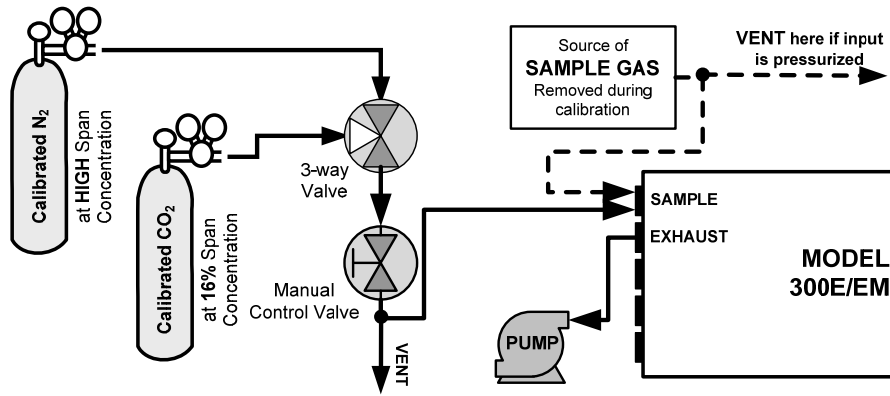 Calibrated N2
at HIGH Span
Concentration
Calibrated CO2
at 16% Span
Concentration
3-way
Valve
Manual
Control Valve
VENT
Source of
SAMPLE GAS
Removed during
calibration
VENT here if input
is pressurized
SAMPLE
EXHAUST
MODEL
300E/EM
PUMP